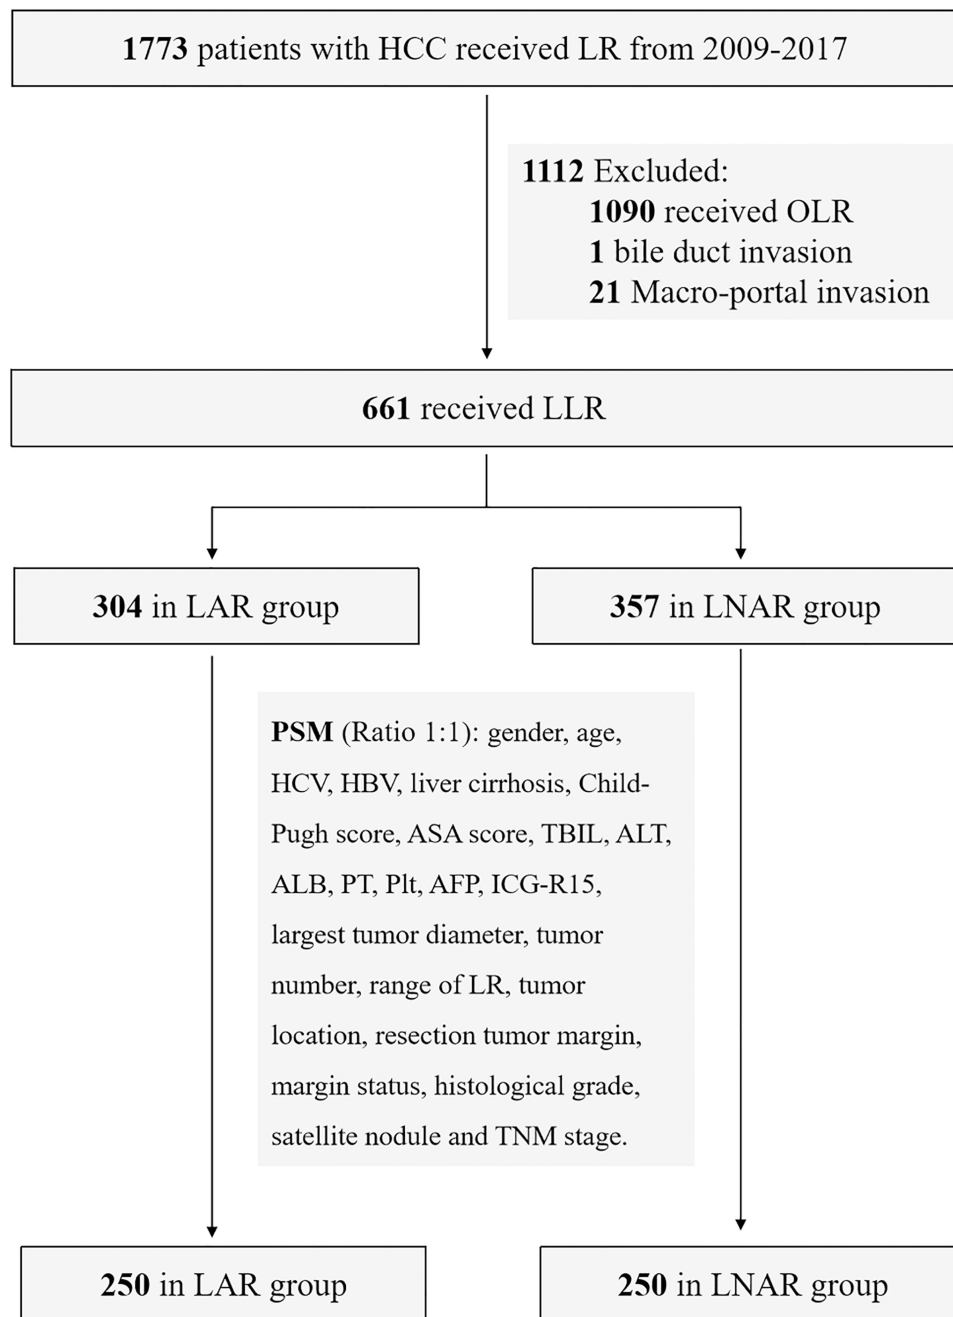 1773 patients with HCC received LR from 2009-2017
1112 Excluded:
1090 received OLR
1 bile duct invasion
21 Macro-portal invasion
661 received LLR
304 in LAR group
357 in LNAR group
PSM (Ratio 1:1): gender, age,
HCV, HBV, liver cirrhosis, Child-
Pugh score, ASA score, TBIL, ALT,
ALB, PT, Plt, AFP, ICG-R15,
largest tumor diameter, tumor
number, range of LR, tumor
location, resection tumor margin,
margin status, histological grade,
satellite nodule and TNM stage.
250 in LAR group
250 in LNAR group